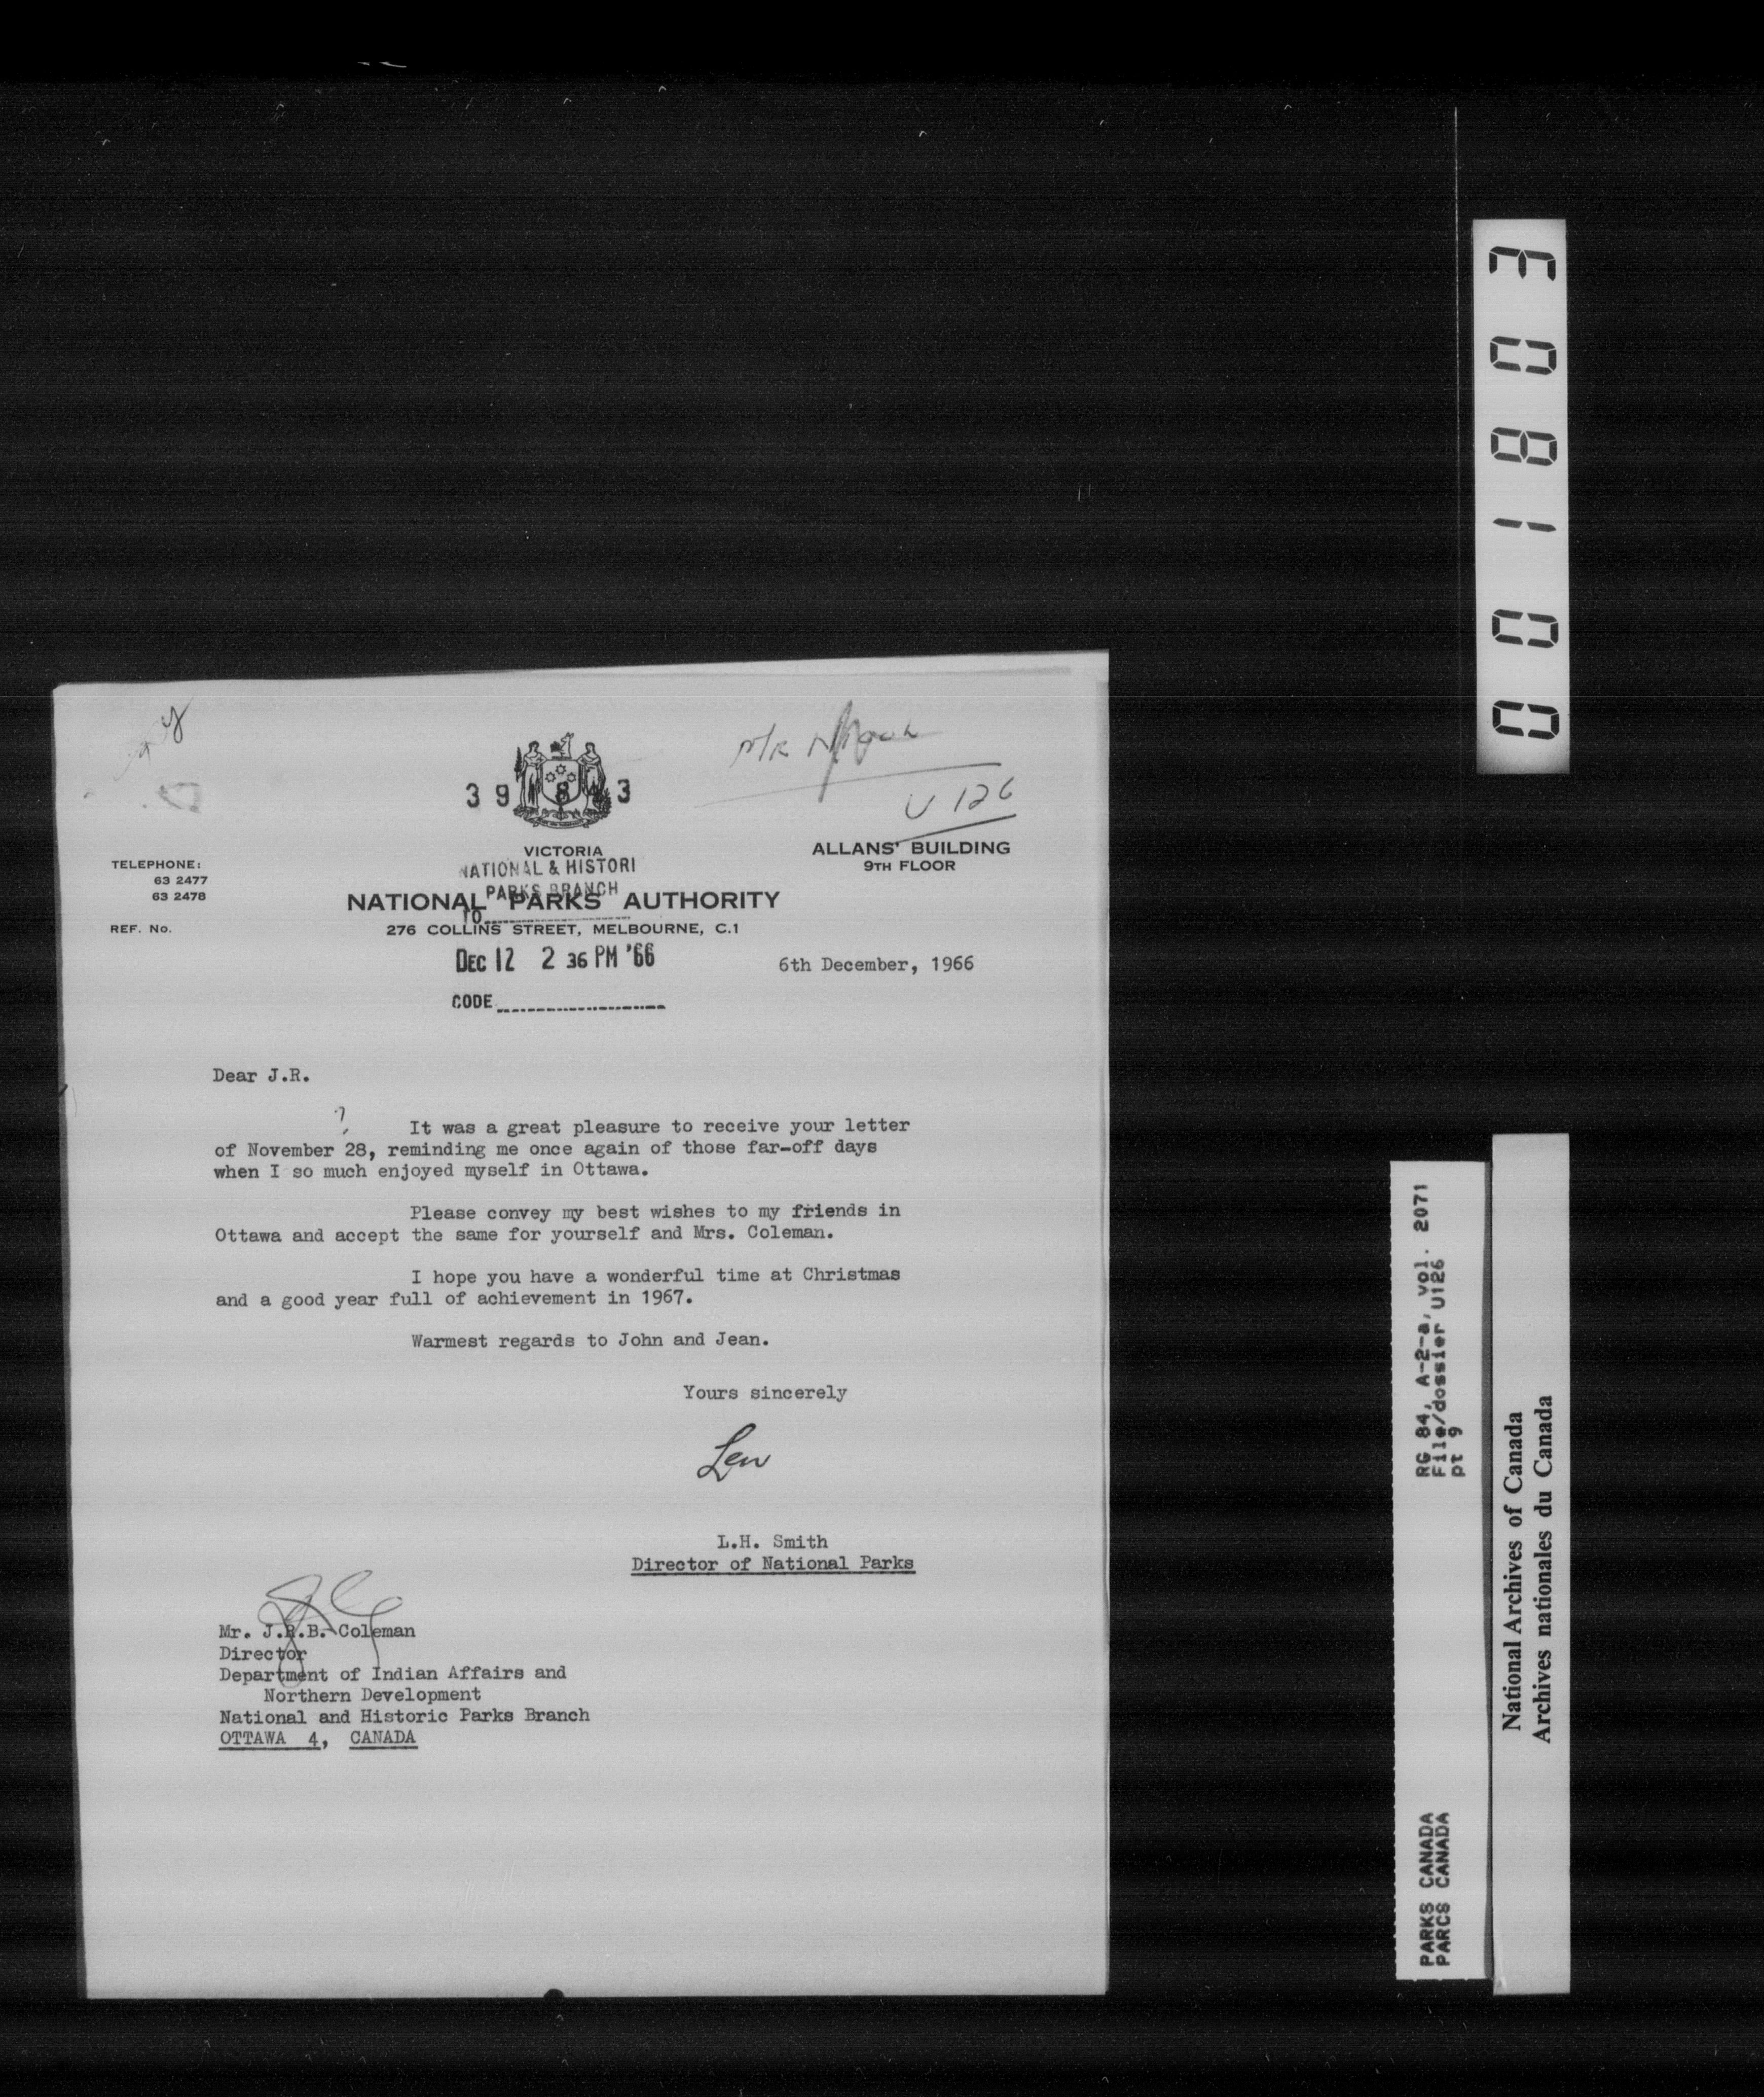 U 126
39 8 3
VICTORIA
NATIONAL & HISTORI
PARKS BRANCH
TO
TELEPHONE:
63 2477
63 2478
REF. No.
ALLANS' BUILDING
9TH FLOOR
NATIONAL PARKS AUTHORITY
276 COLLINS STREET, MELBOURNE, C.1
DEC 12 2 36 PM '66
6th December, 1966
CODE
Dear J.R.
?
It was a great pleasure to receive your letter
of November 28, reminding me once again of those far-off days
when I so much enjoyed myself in Ottawa.
Please convey my best wishes to my friends in
Ottawa and accept the same for yourself and Mrs. Coleman.
I hope you have a wonderful time at Christmas
and a good year full of achievement in 1967.
Warmest regards to John and Jean.
Yours sincerely
Len
L.H. Smith
Director of National Parks
Mr. J.R.B. Coleman
Director
Department of Indian Affairs and
Northern Development
National and Historic Parks Branch
OTTAWA 4, CANADA
001803
RG 84, A-2-a, vol. 2071
File/dossier U126
pt 9
PARKS CANADA
PARCS CANADA
National Archives of Canada
Archives nationales du Canada